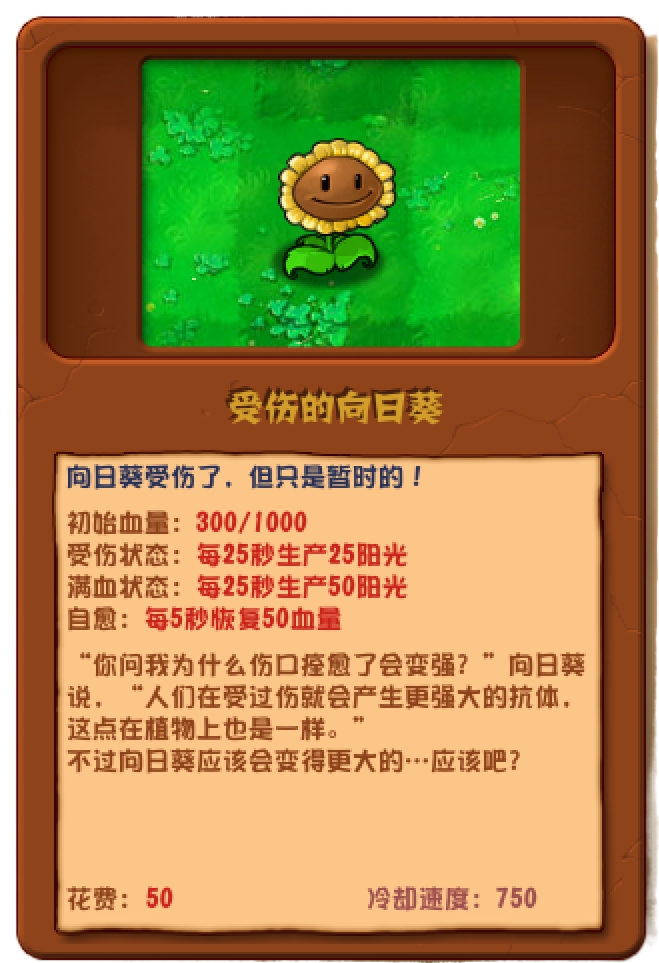 受伤的向日葵
向日葵受伤了，但只是暂时的！
初始血量：300/1000
受伤状态：每25秒生产25阳光
满血状态：每25秒生产50阳光
自愈：每5秒恢复50血量
“你问我为什么伤口痊愈了会变强？”向日葵
说，“人们在受过伤就会产生更强大的抗体，
这点在植物上也是一样。”
不过向日葵应该会变得更大的…应该吧？
花费：50 冷却速度：750